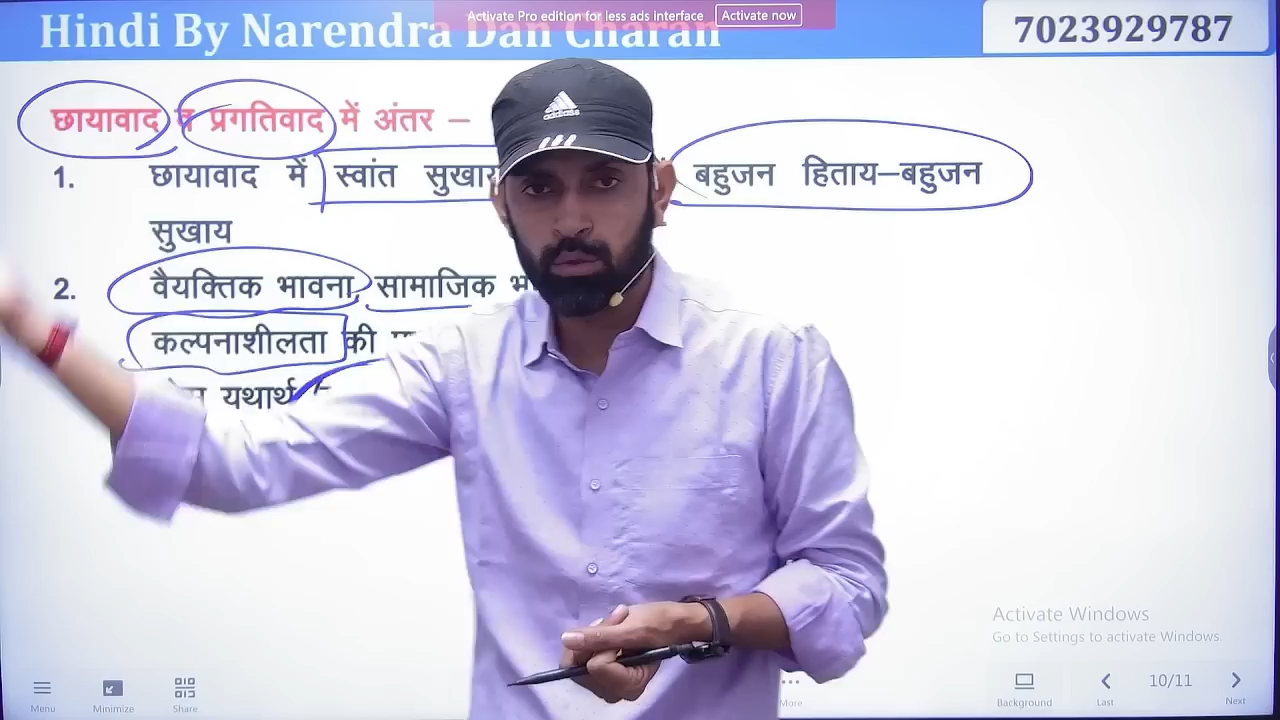 Activate Pro edition for less ads interface Activate now
Hindi By Narendra Dan Charan
7023929787
छायावाद व प्रगतिवाद में अंतर –
adidas
1. छायावाद में स्वांत सुखाय बहुजन हिताय–बहुजन
सुखाय
2. वैयक्तिक भावना, सामाजिक
कल्पनाशीलता की
यथार्थ
Activate Windows
Go to Settings to activate Windows.
Menu Minimize Share More Background Last 10/11 Next